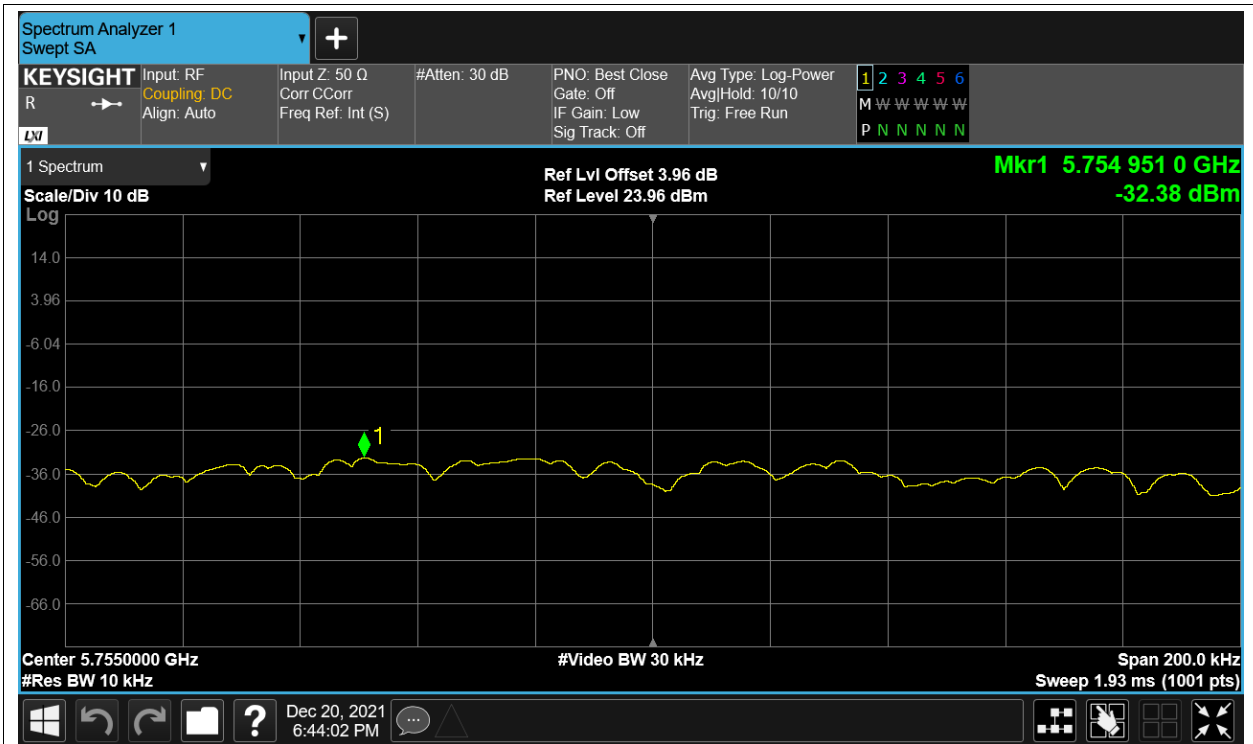 Spectrum Analyzer 1
Swept SA
KEYSIGHT
R
LXI
Input: RF
Coupling: DC
Align: Auto
Input Z: 50 Ω
Corr CCorr
Freq Ref: Int (S)
#Atten: 30 dB
PNO: Best Close
Gate: Off
IF Gain: Low
Sig Track: Off
Avg Type: Log-Power
Avg|Hold: 10/10
Trig: Free Run
1 2 3 4 5 6
M W W W W W W
P N N N N N N
1 Spectrum
Scale/Div 10 dB
Ref Lvl Offset 3.96 dB
Ref Level 23.96 dBm
Mkr1 5.754 951 0 GHz
-32.38 dBm
Log
14.0
3.96
-6.04
-16.0
-26.0
-36.0
-46.0
-56.0
-66.0
1
Center 5.7550000 GHz
#Res BW 10 kHz
#Video BW 30 kHz
Span 200.0 kHz
Sweep 1.93 ms (1001 pts)
Dec 20, 2021
6:44:02 PM